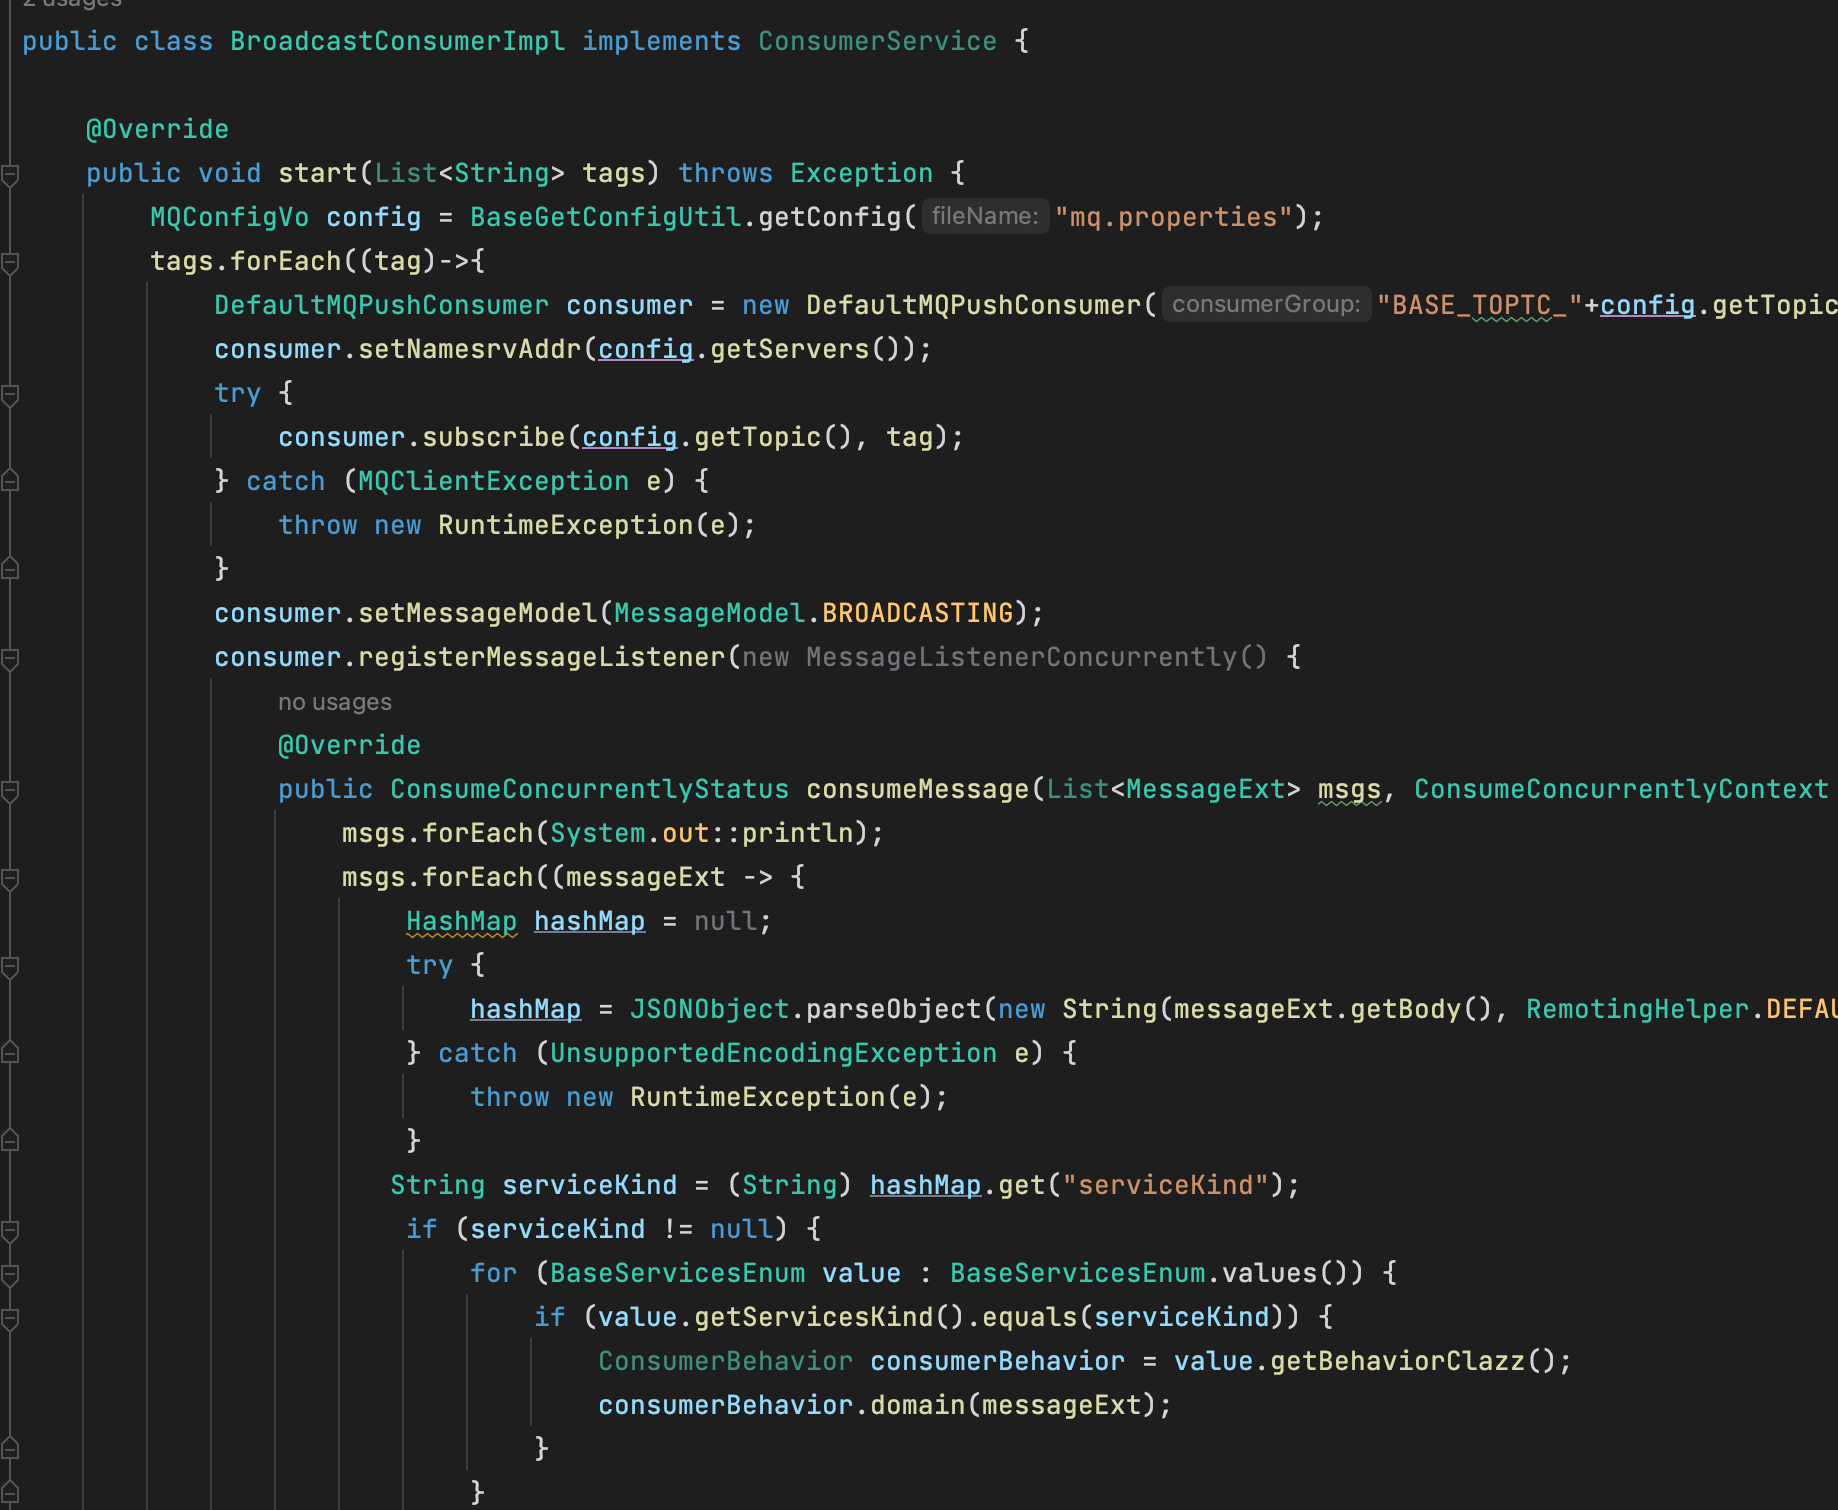 2 usages
public class BroadcastConsumerImpl implements ConsumerService {
@Override
public void start(List<String> tags) throws Exception {
MQConfigVo config = BaseGetConfigUtil.getConfig( fileName: "mq.properties");
tags.forEach((tag)->{
DefaultMQPushConsumer consumer = new DefaultMQPushConsumer( consumerGroup: "BASE_TOPTC_"+config.getTopic
consumer.setNamesrvAddr(config.getServers());
try {
consumer.subscribe(config.getTopic(), tag);
} catch (MQClientException e) {
throw new RuntimeException(e);
}
consumer.setMessageModel(MessageModel.BROADCASTING);
consumer.registerMessageListener(new MessageListenerConcurrently() {
no usages
@Override
public ConsumeConcurrentlyStatus consumeMessage(List<MessageExt> msgs, ConsumeConcurrentlyContext
msgs.forEach(System.out::println);
msgs.forEach((messageExt -> {
HashMap hashMap = null;
try {
hashMap = JSONObject.parseObject(new String(messageExt.getBody(), RemotingHelper.DEFAU
} catch (UnsupportedEncodingException e) {
throw new RuntimeException(e);
}
String serviceKind = (String) hashMap.get("serviceKind");
if (serviceKind != null) {
for (BaseServicesEnum value : BaseServicesEnum.values()) {
if (value.getServicesKind().equals(serviceKind)) {
ConsumerBehavior consumerBehavior = value.getBehaviorClazz();
consumerBehavior.domain(messageExt);
}
}